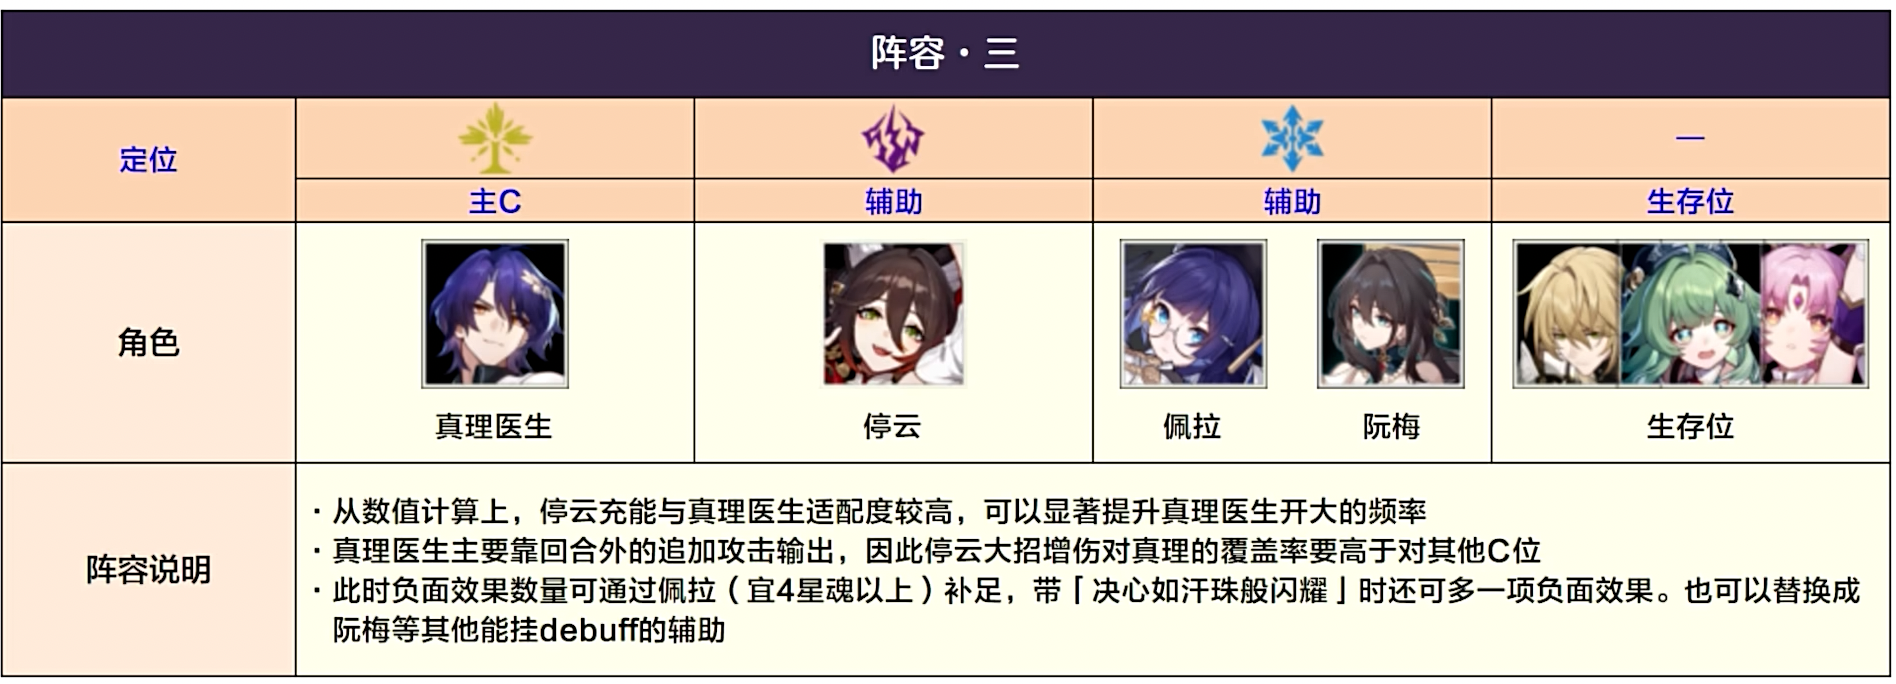 阵容·三
定位
—
主C
辅助
辅助
生存位
角色
真理医生
停云
佩拉
阮梅
生存位
阵容说明
·从数值计算上，停云充能与真理医生适配度较高，可以显著提升真理医生开大的频率
·真理医生主要靠回合外的追加攻击输出，因此停云大招增伤对真理的覆盖率要高于对其他C位
·此时负面效果数量可通过佩拉（宜4星魂以上）补足，带「决心如汗珠般闪耀」时还可多一项负面效果。也可以替换成
阮梅等其他能挂debuff的辅助